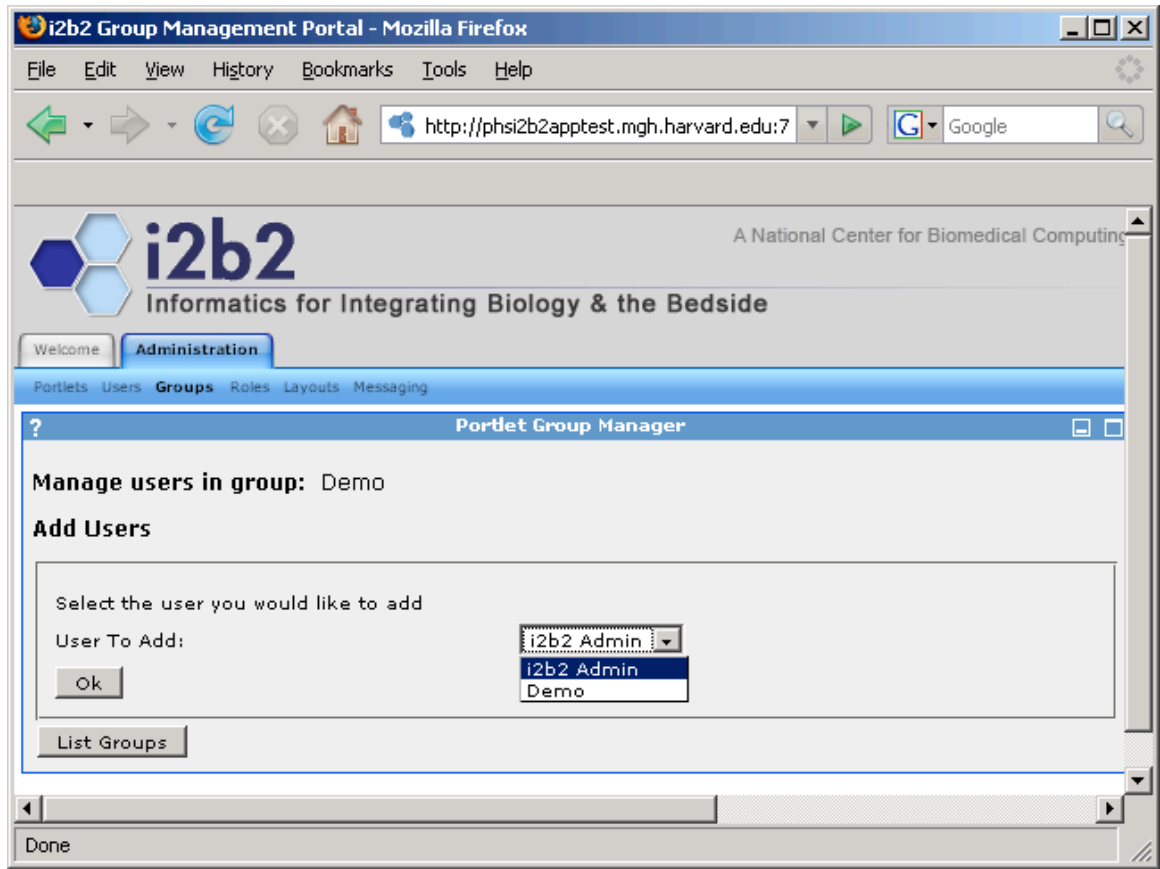 i2b2 Group Management Portal - Mozilla Firefox
File Edit View History Bookmarks Tools Help
http://phsi2b2apptest.mgh.harvard.edu:7 G Google
i2b2 A National Center for Biomedical Computing
Informatics for Integrating Biology & the Bedside
Welcome Administration
Portlets Users Groups Roles Layouts Messaging
? Portlet Group Manager
Manage users in group: Demo
Add Users
Select the user you would like to add
User To Add: i2b2 Admin
i2b2 Admin
Ok
Demo
List Groups
Done